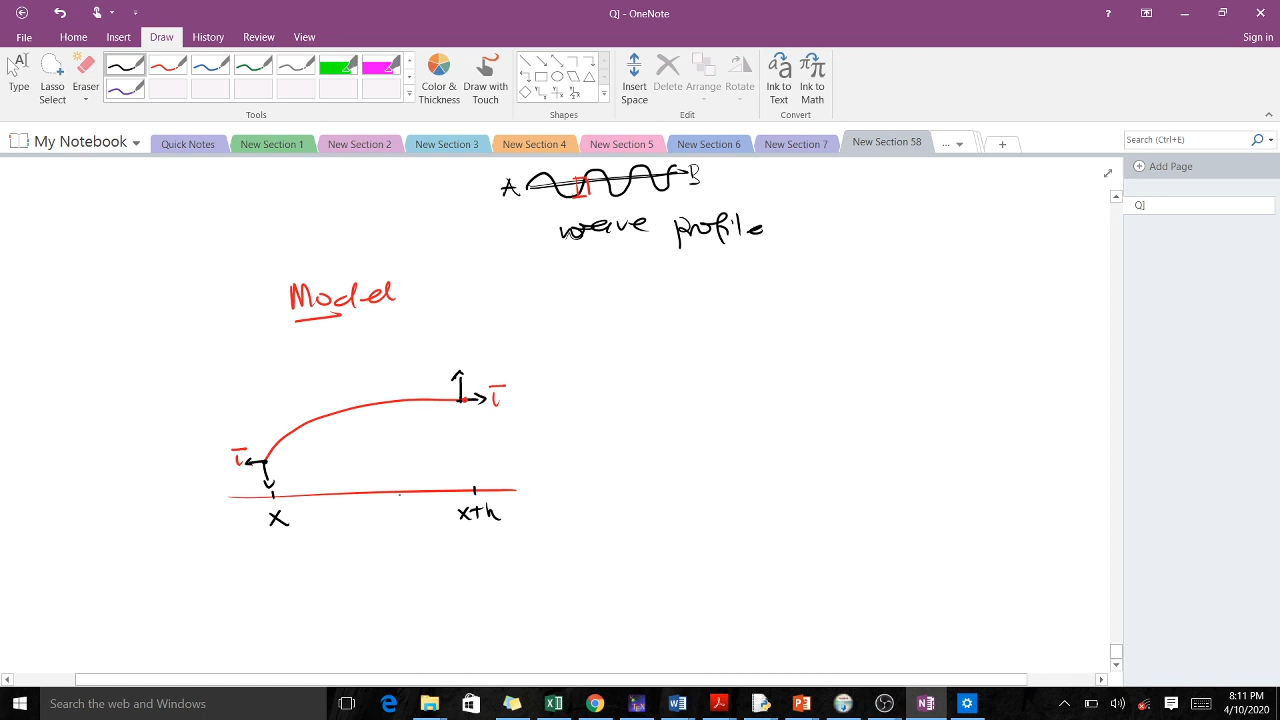 Q] - OneNote
Sign in
File Home Insert Draw History Review View
Type
Lasso Select
Eraser
Color & Thickness
Draw with Touch
Insert Space
Delete
Arrange
Rotate
Ink to Text
Ink to Math
Tools
Shapes
Edit
Convert
My Notebook
Quick Notes
New Section 1
New Section 2
New Section 3
New Section 4
New Section 5
New Section 6
New Section 7
New Section 58
...
Search (Ctrl+E)
Add Page
Q]
A
B
profile
Model
x
x+h
Search the web and Windows
8:11 PM
4/10/2020